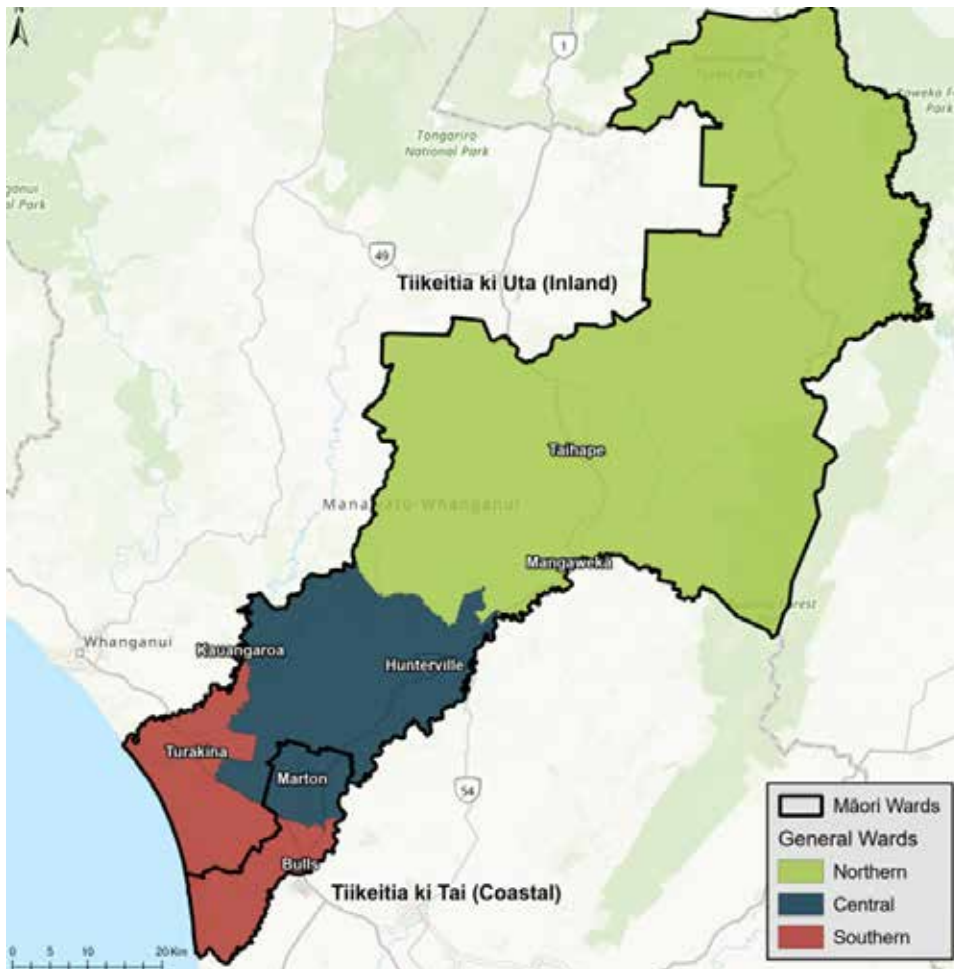 N
1
Tongariro
National Park
49
Tiikeitia ki Uta (Inland)
Taihape
Manawatū-Whanganui
Mangaweka
Whanganui
Kauangaroa
Hunterville
Turakina
Marton
54
Bulls
Tiikeitia ki Tai (Coastal)
Māori Wards
General Wards
Northern
Central
Southern
0 5 10 20 Km